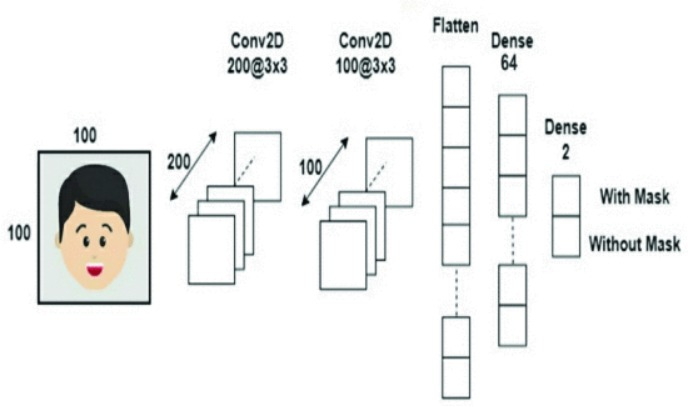 Conv2D
200@3x3
Conv2D
100@3x3
Flatten
Dense
64
Dense
2
100
100
200
100
With Mask
Without Mask